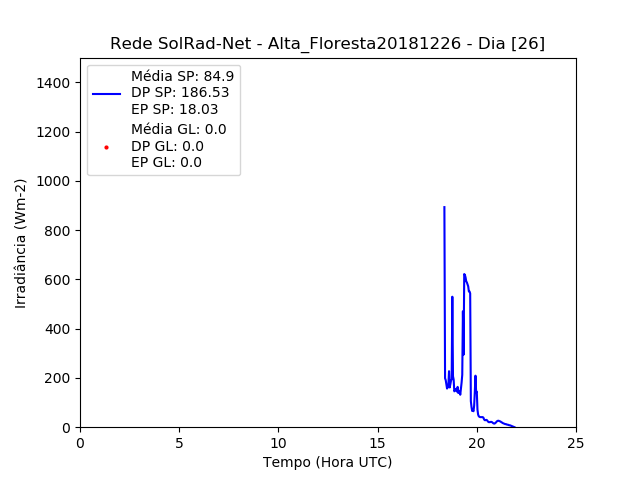 Rede SolRad-Net - Alta_Floresta20181226 - Dia [26]
Média SP: 84.9
DP SP: 186.53
EP SP: 18.03
Média GL: 0.0
DP GL: 0.0
EP GL: 0.0
1400
1200
1000
800
600
400
200
0
Irradiância (Wm-2)
0 5 10 15 20 25
Tempo (Hora UTC)